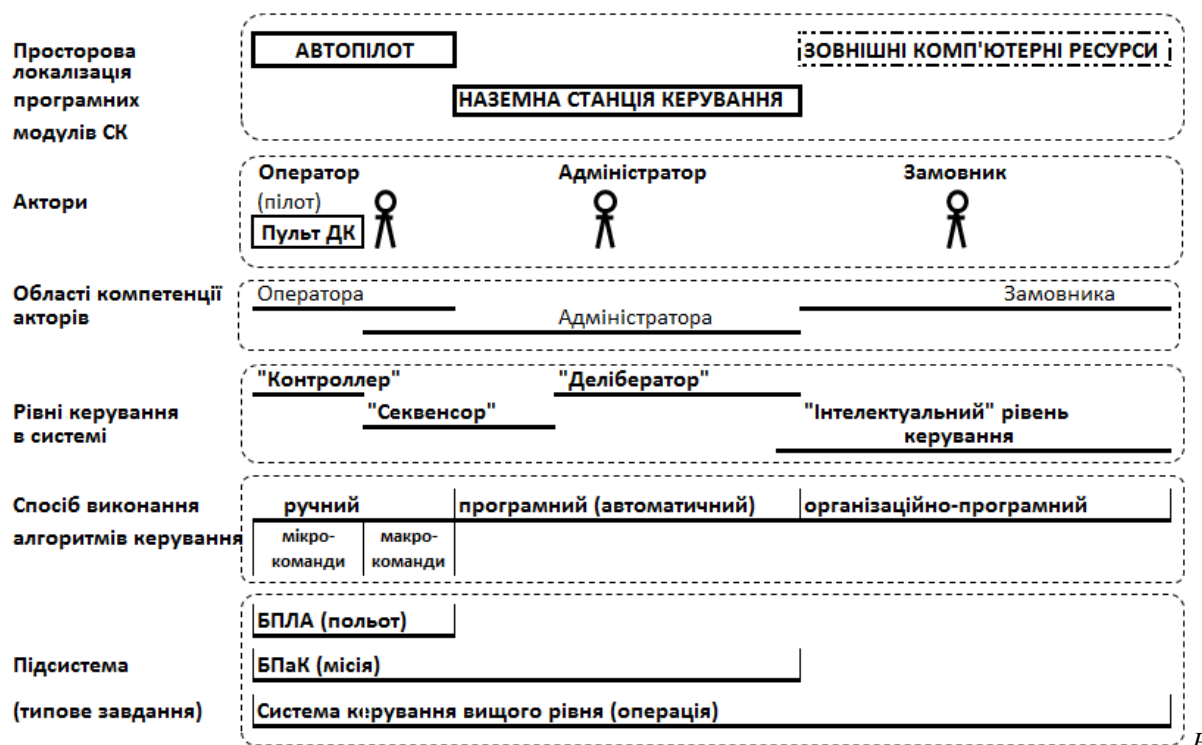 Просторова
локалізація
програмних
модулів СК
АВТОПІЛОТ
ЗОВНІШНІ КОМП'ЮТЕРНІ РЕСУРСИ
НАЗЕМНА СТАНЦІЯ КЕРУВАННЯ
Актори
Оператор
(пілот)
Пульт ДК
Адміністратор
Замовник
Області компетенції
акторів
Оператора
Адміністратора
Замовника
Рівні керування
в системі
"Контроллер"
"Секвенсор"
"Делібератор"
"Інтелектуальний" рівень
керування
Спосіб виконання
алгоритмів керування
ручний
програмний (автоматичний)
організаційно-програмний
мікро-
команди
макро-
команди
Підсистема
(типове завдання)
БПЛА (польот)
БПаК (місія)
Система керування вищого рівня (операція)